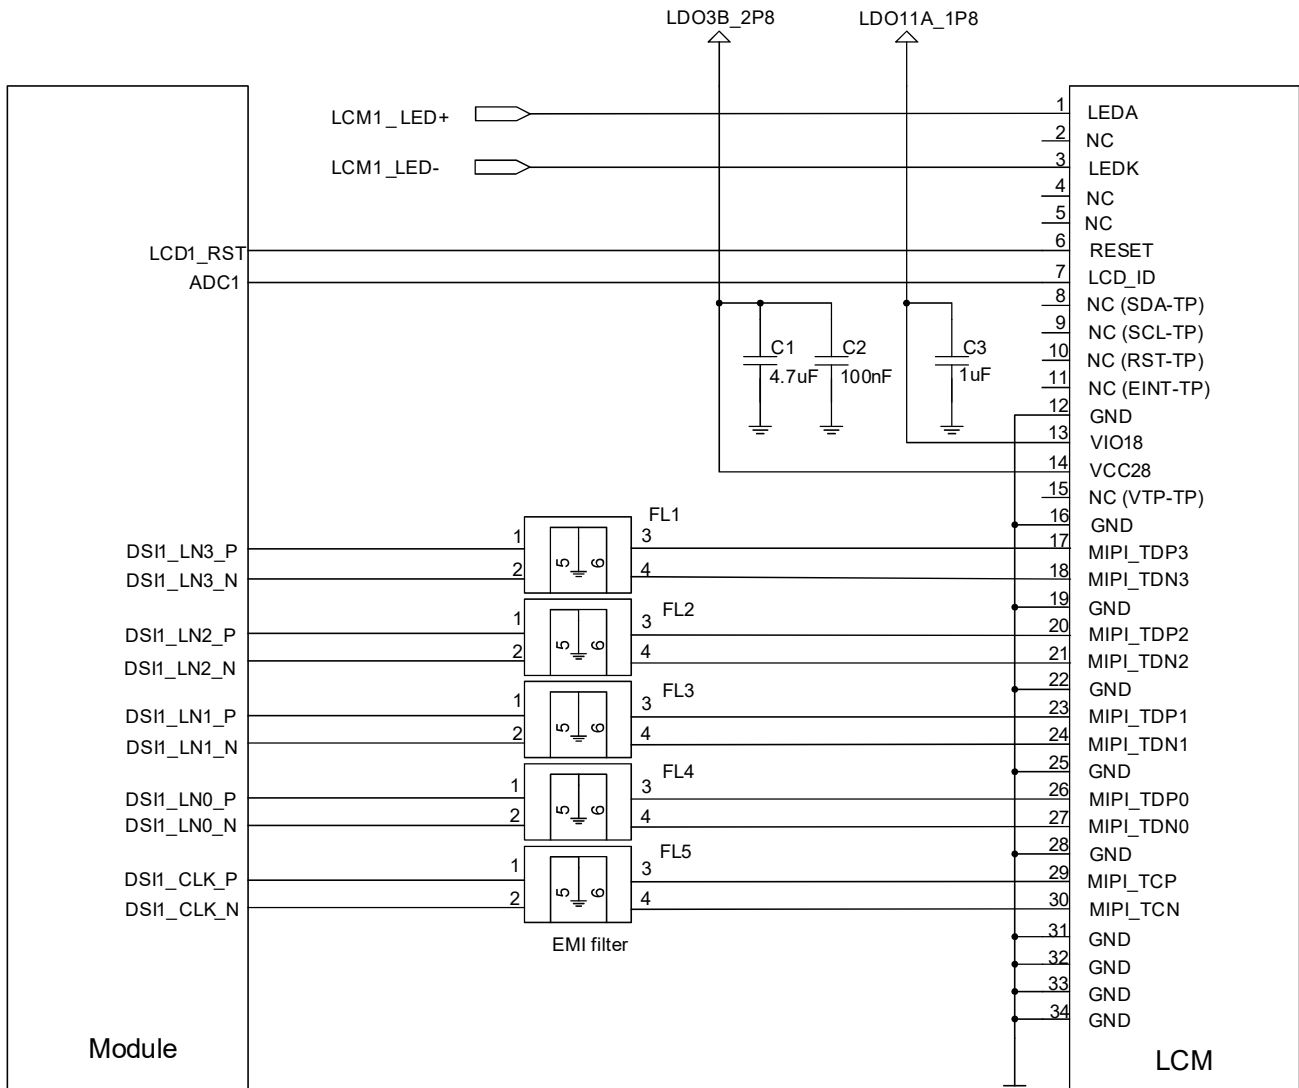 LDO3B_2P8 LDO11A_1P8
LCM1_LED+ 1 LEDA
2 NC
LCM1_LED- 3 LEDK
4 NC
5 NC
LCD1_RST 6 RESET
ADC1 7 LCD_ID
8 NC (SDA-TP)
9 NC (SCL-TP)
C1 C2 C3 10 NC (RST-TP)
4.7uF 100nF 1uF 11 NC (EINT-TP)
12 GND
13 VIO18
14 VCC28
15 NC (VTP-TP)
FL1 16 GND
DSI1_LN3_P 1 5 6 3 17 MIPI_TDP3
DSI1_LN3_N 2 4 18 MIPI_TDN3
FL2 19 GND
DSI1_LN2_P 1 5 6 3 20 MIPI_TDP2
DSI1_LN2_N 2 4 21 MIPI_TDN2
FL3 22 GND
DSI1_LN1_P 1 5 6 3 23 MIPI_TDP1
DSI1_LN1_N 2 4 24 MIPI_TDN1
FL4 25 GND
DSI1_LN0_P 1 5 6 3 26 MIPI_TDP0
DSI1_LN0_N 2 4 27 MIPI_TDN0
FL5 28 GND
DSI1_CLK_P 1 5 6 3 29 MIPI_TCP
DSI1_CLK_N 2 4 30 MIPI_TCN
EMI filter 31 GND
32 GND
33 GND
34 GND
Module LCM